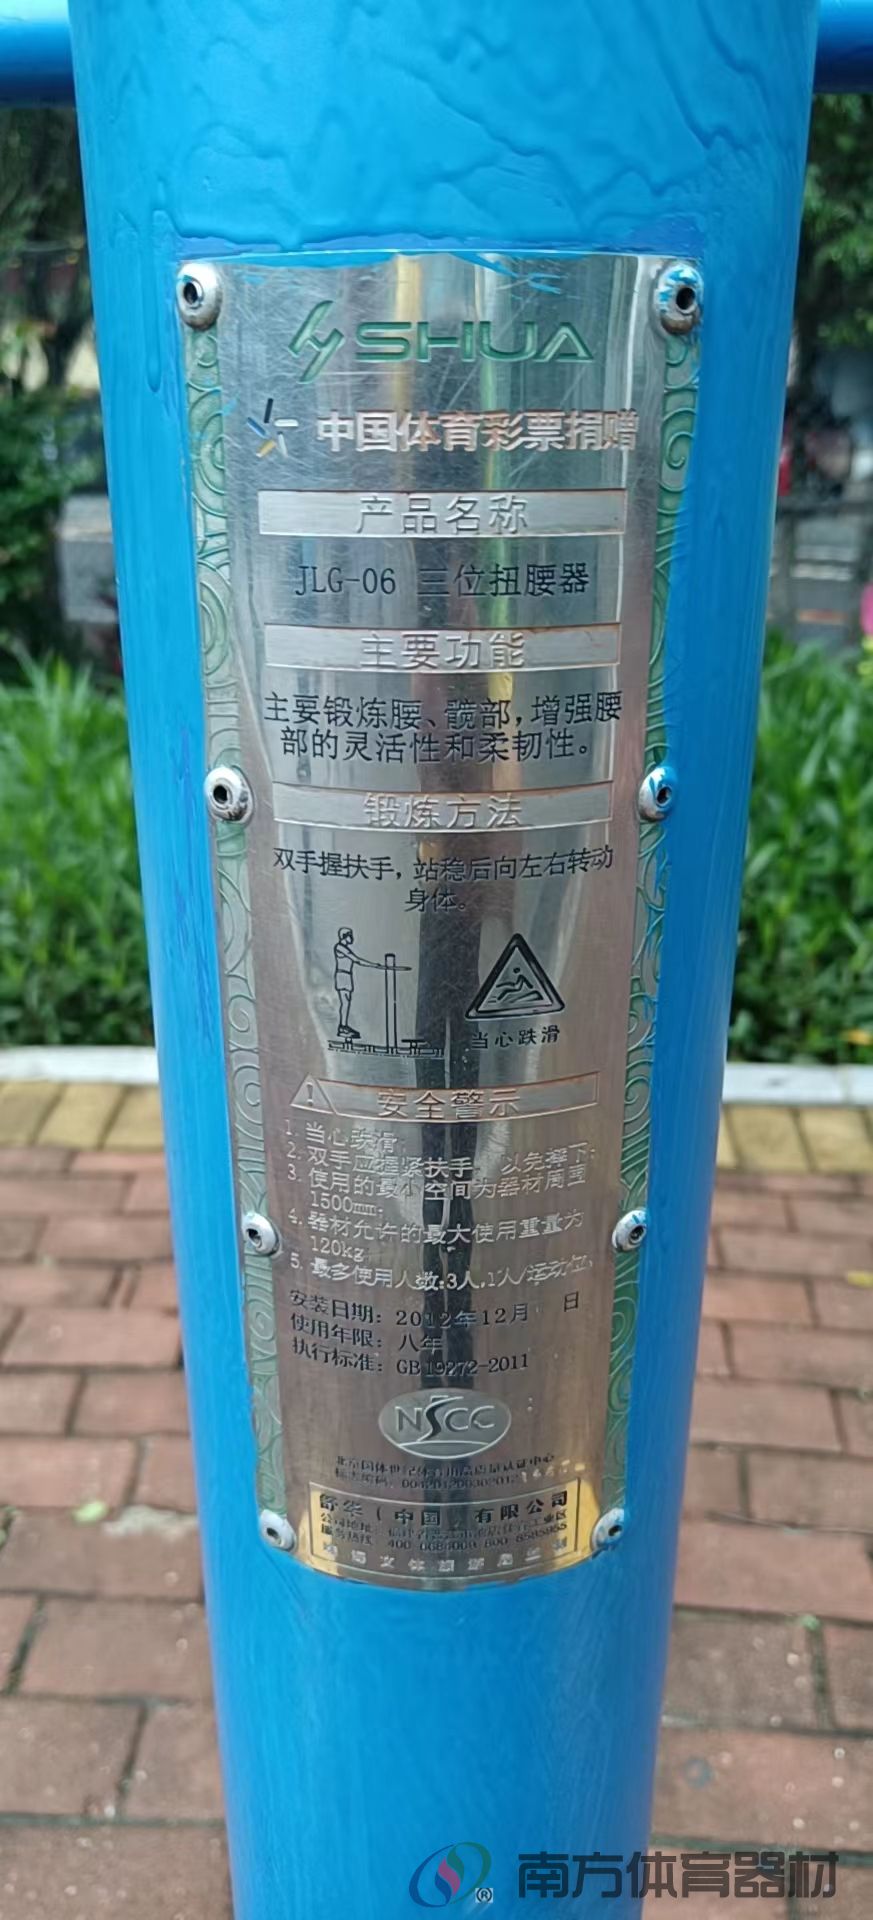 SHUA
中国体育彩票捐赠
产品名称
JLG-06 三位扭腰器
主要功能
主要锻炼腰、髋部,增强腰
部的灵活性和柔韧性。
锻炼方法
双手握扶手，站稳后向左右转动
身体。
当心跌滑
安全警示
1. 当心跌滑;
2. 双手应握紧扶手，以免摔下;
3. 使用的最小空间为器材周围
1500mm;
4. 器材允许的最大使用重量为
120kg;
5. 最多使用人数:3人,1人/运动位。
安装日期: 2012年12月 日
使用年限: 八年
执行标准: GB 19272-2011
NSCC
舒华(中国)有限公司
南方体育器材
®